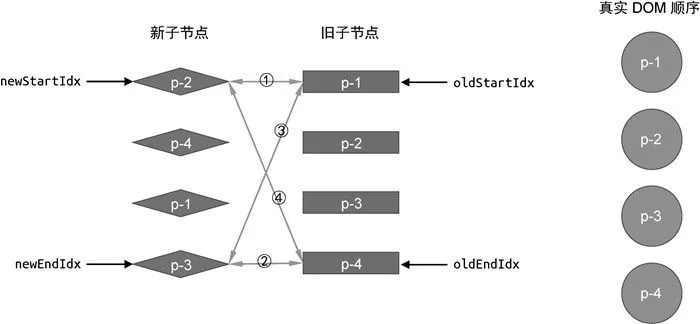 新子节点 旧子节点 真实 DOM 顺序
newStartIdx p-2 ① p-1 oldStartIdx p-1
p-4 ③ p-2 p-2
p-1 ④ p-3 p-3
newEndIdx p-3 ② p-4 oldEndIdx p-4